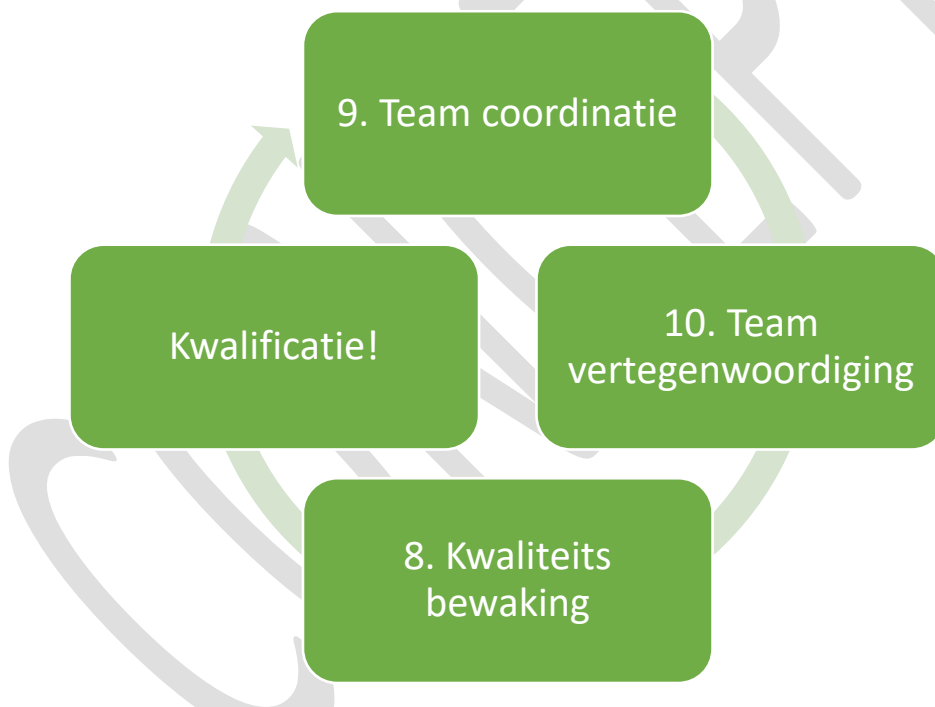 9. Team coordinatie
10. Team
vertegenwoordiging
Kwalificatie!
8. Kwaliteits
bewaking